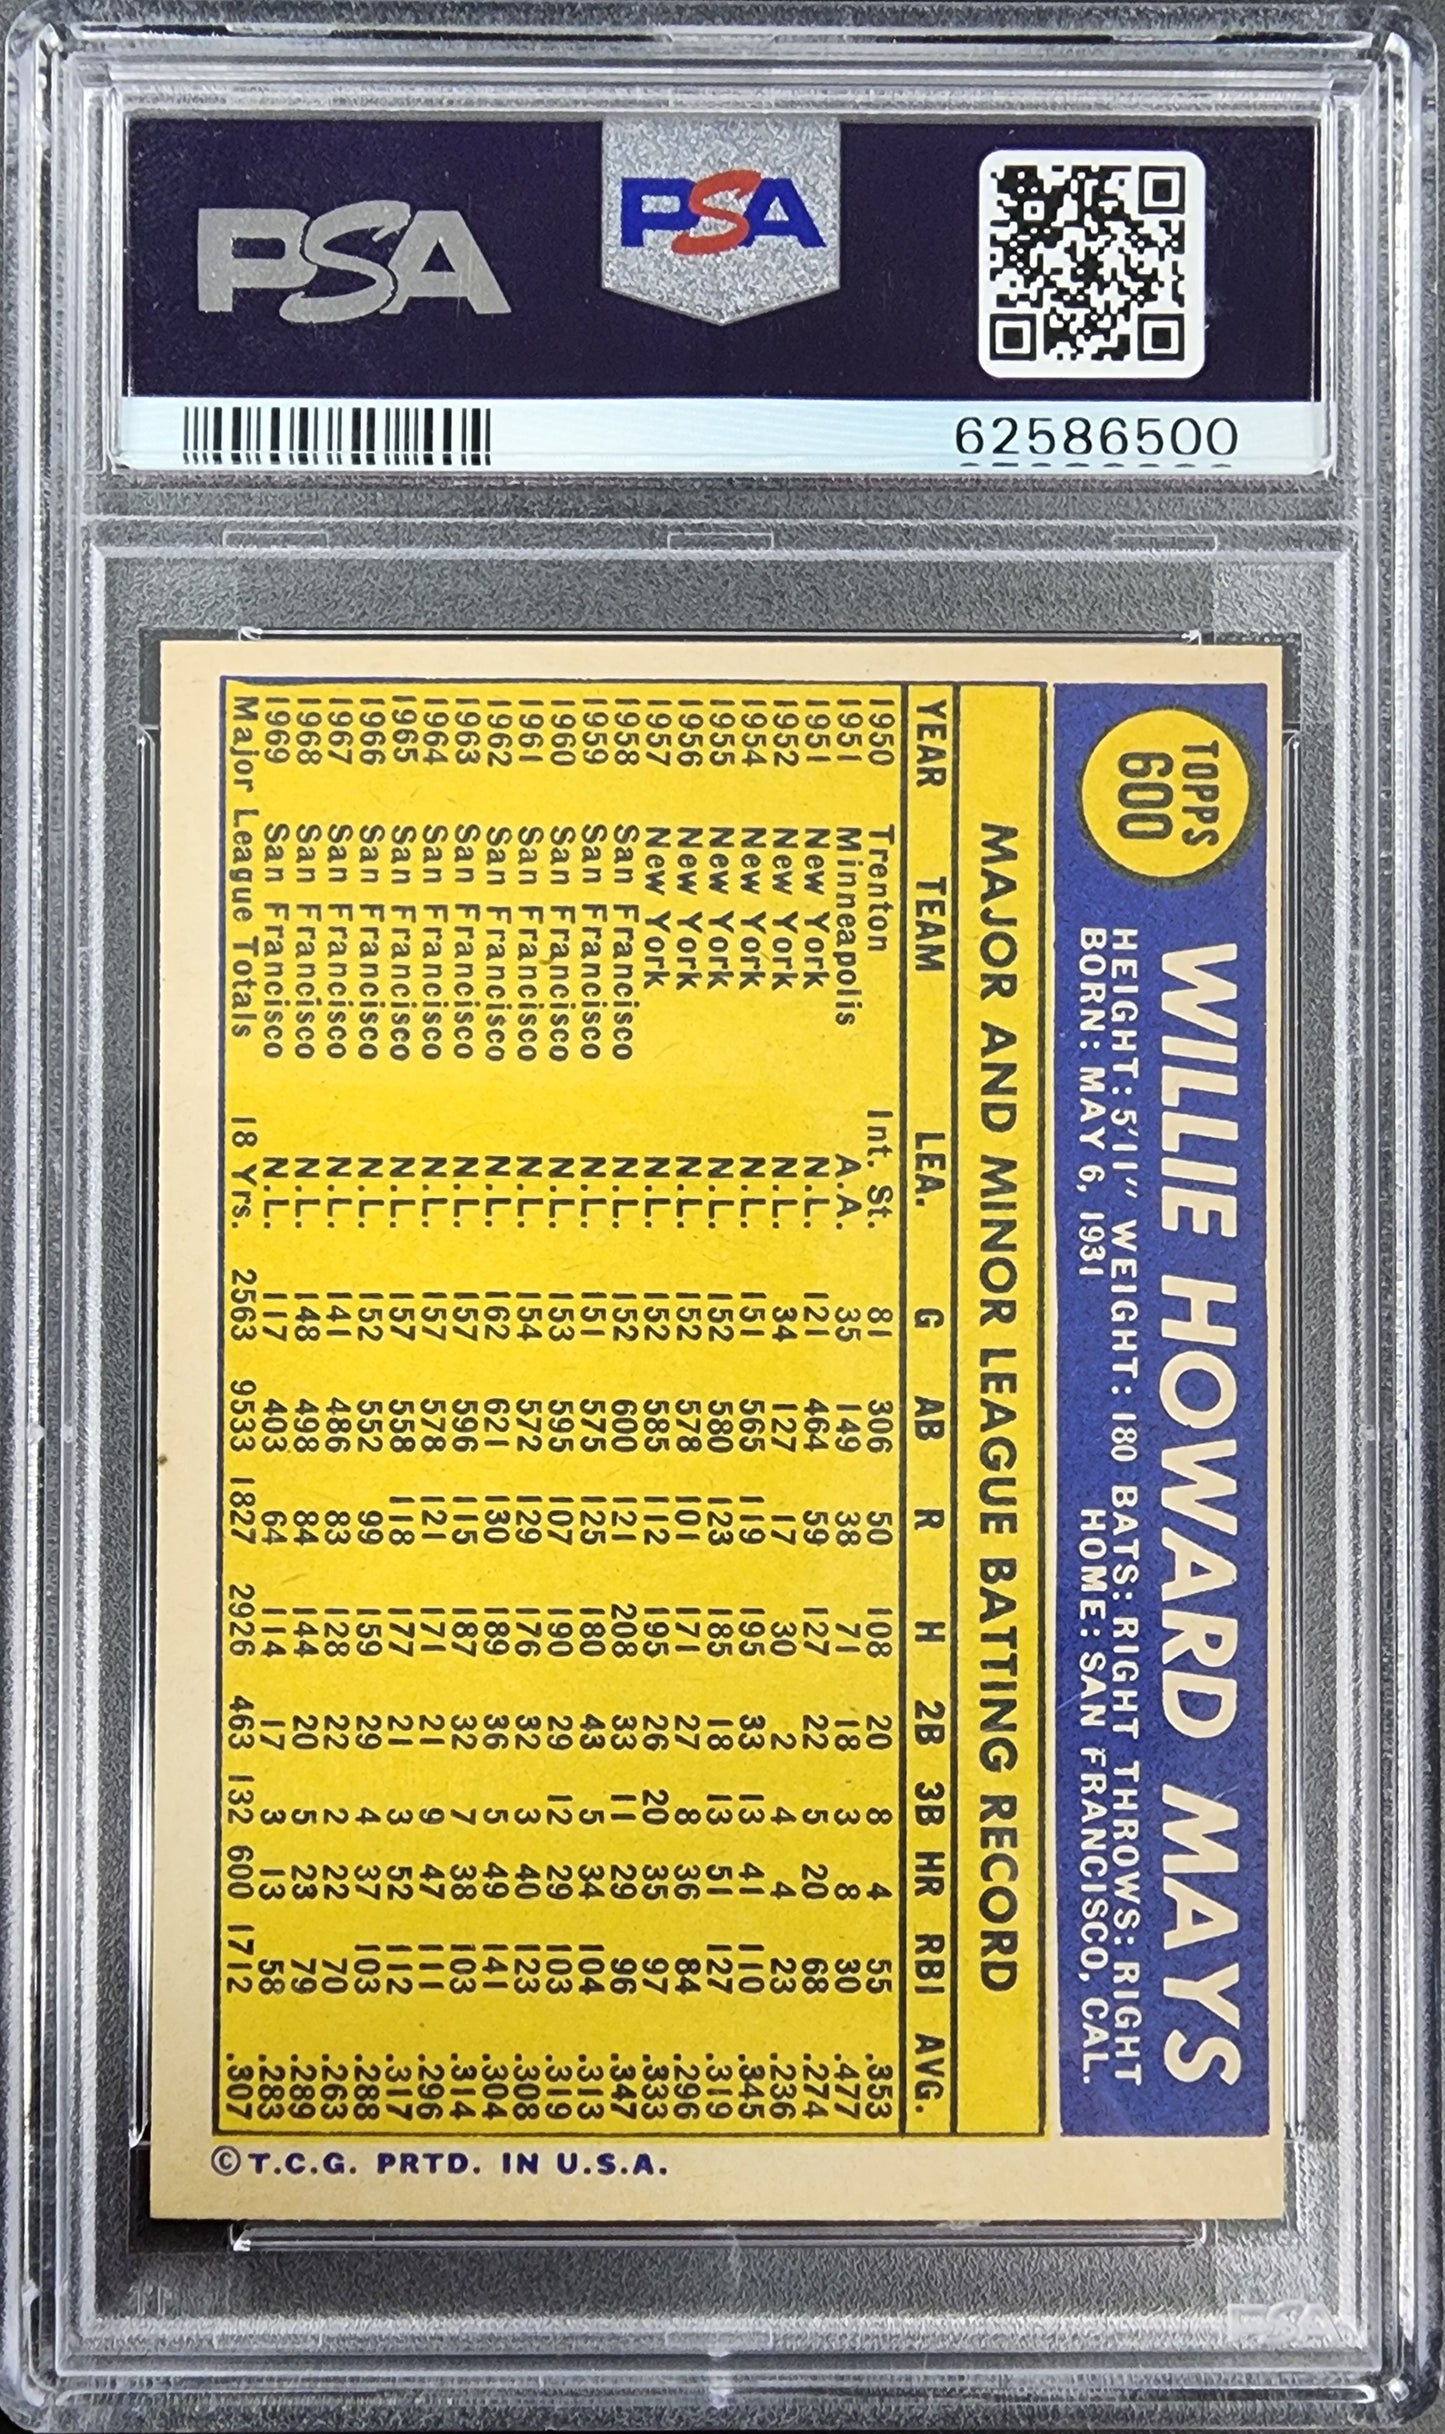 PSA
PSA
62586500
TOPPS
600
WILLIE HOWARD MAYS
HEIGHT: 5'11" WEIGHT: 180 BATS: RIGHT THROWS: RIGHT
BORN: MAY 6, 1931 HOME: SAN FRANCISCO, CAL.
MAJOR AND MINOR LEAGUE BATTING RECORD
YEAR TEAM LEA. G AB R H 2B 3B HR RBI AVG.
1950 Trenton Int. St. 81 306 50 108 20 8 4 55 .353
1951 Minneapolis A.A. 35 149 38 71 18 3 8 30 .477
1951 New York N.L. 121 464 59 127 22 5 20 68 .274
1952 New York N.L. 34 127 17 30 2 4 4 23 .236
1954 New York N.L. 151 565 119 195 33 13 41 110 .345
1955 New York N.L. 152 580 123 185 18 13 51 127 .319
1956 New York N.L. 152 578 101 171 27 8 36 84 .296
1957 New York N.L. 152 585 112 195 26 20 35 97 .333
1958 San Francisco N.L. 152 600 121 208 33 11 29 96 .347
1959 San Francisco N.L. 151 575 125 180 43 5 34 104 .313
1960 San Francisco N.L. 153 595 107 190 29 12 29 103 .319
1961 San Francisco N.L. 154 572 129 176 32 3 40 123 .308
1962 San Francisco N.L. 162 621 130 189 36 5 49 141 .304
1963 San Francisco N.L. 157 596 115 187 32 7 38 103 .314
1964 San Francisco N.L. 157 578 121 171 21 9 47 111 .296
1965 San Francisco N.L. 157 558 118 177 21 3 52 112 .317
1966 San Francisco N.L. 152 552 99 159 29 4 37 103 .288
1967 San Francisco N.L. 141 486 83 128 22 2 22 70 .263
1968 San Francisco N.L. 148 498 84 144 20 5 23 79 .289
1969 San Francisco N.L. 117 403 64 114 17 3 13 58 .283
Major League Totals 18 Yrs. 2563 9533 1827 2926 463 132 600 1712 .307
©T.C.G. PRTD. IN U.S.A.
PSA